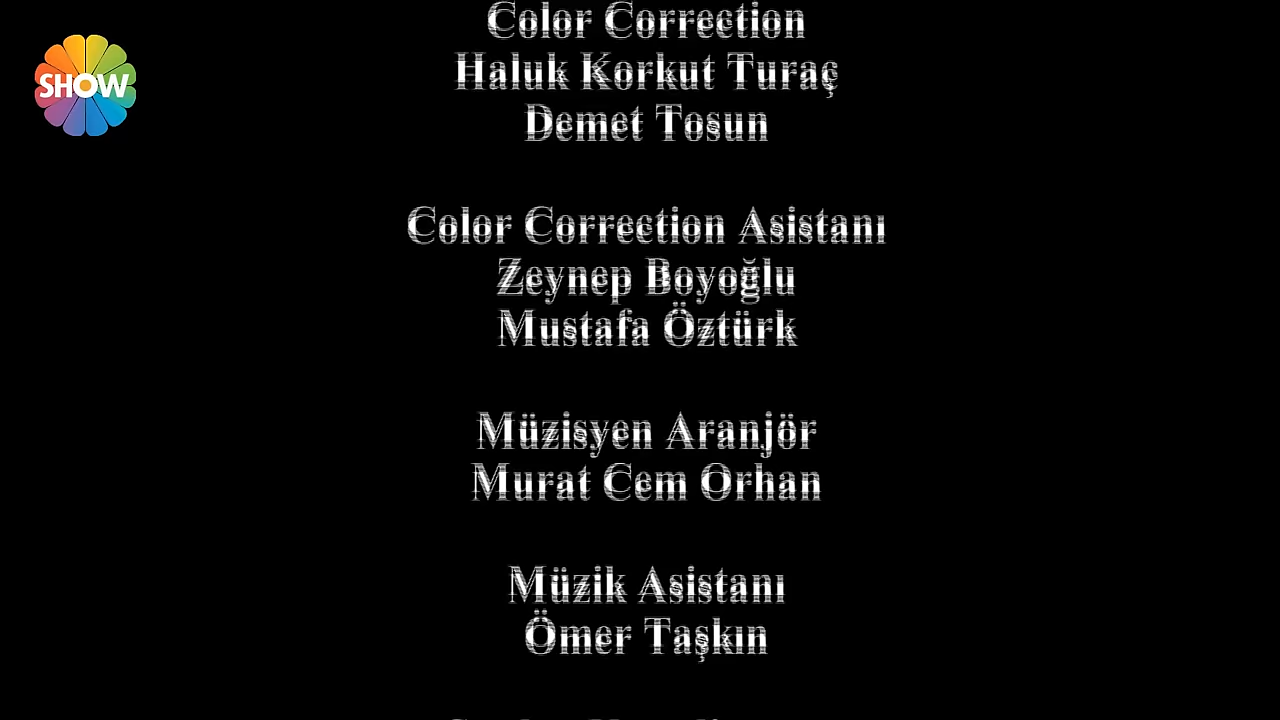 SHOW
Color Correction
Haluk Korkut Turaç
Demet Tosun
Color Correction Asistanı
Zeynep Boyoğlu
Mustafa Öztürk
Müzisyen Aranjör
Murat Cem Orhan
Müzik Asistanı
Ömer Taşkın